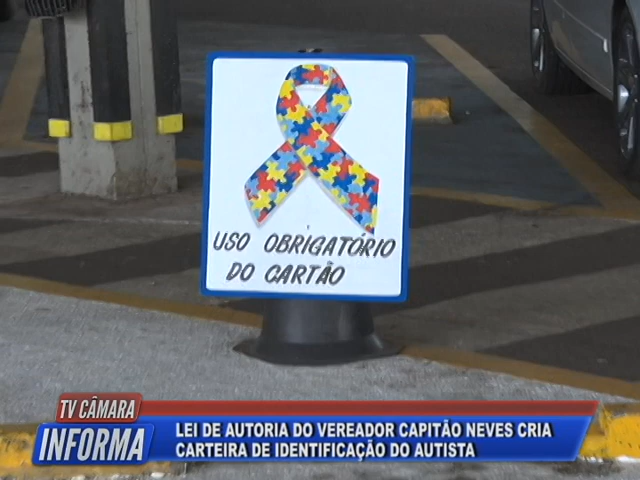 USO OBRIGATÓRIO
DO CARTÃO
TV CÂMARA
INFORMA
LEI DE AUTORIA DO VEREADOR CAPITÃO NEVES CRIA
CARTEIRA DE IDENTIFICAÇÃO DO AUTISTA